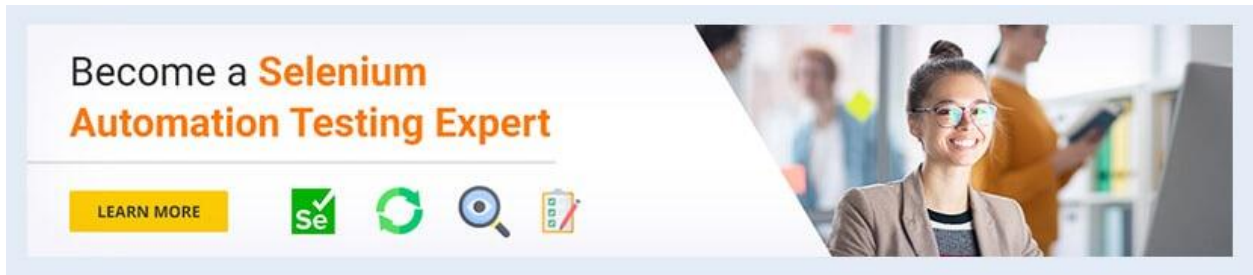 Become a Selenium
Automation Testing Expert
LEARN MORE
Se